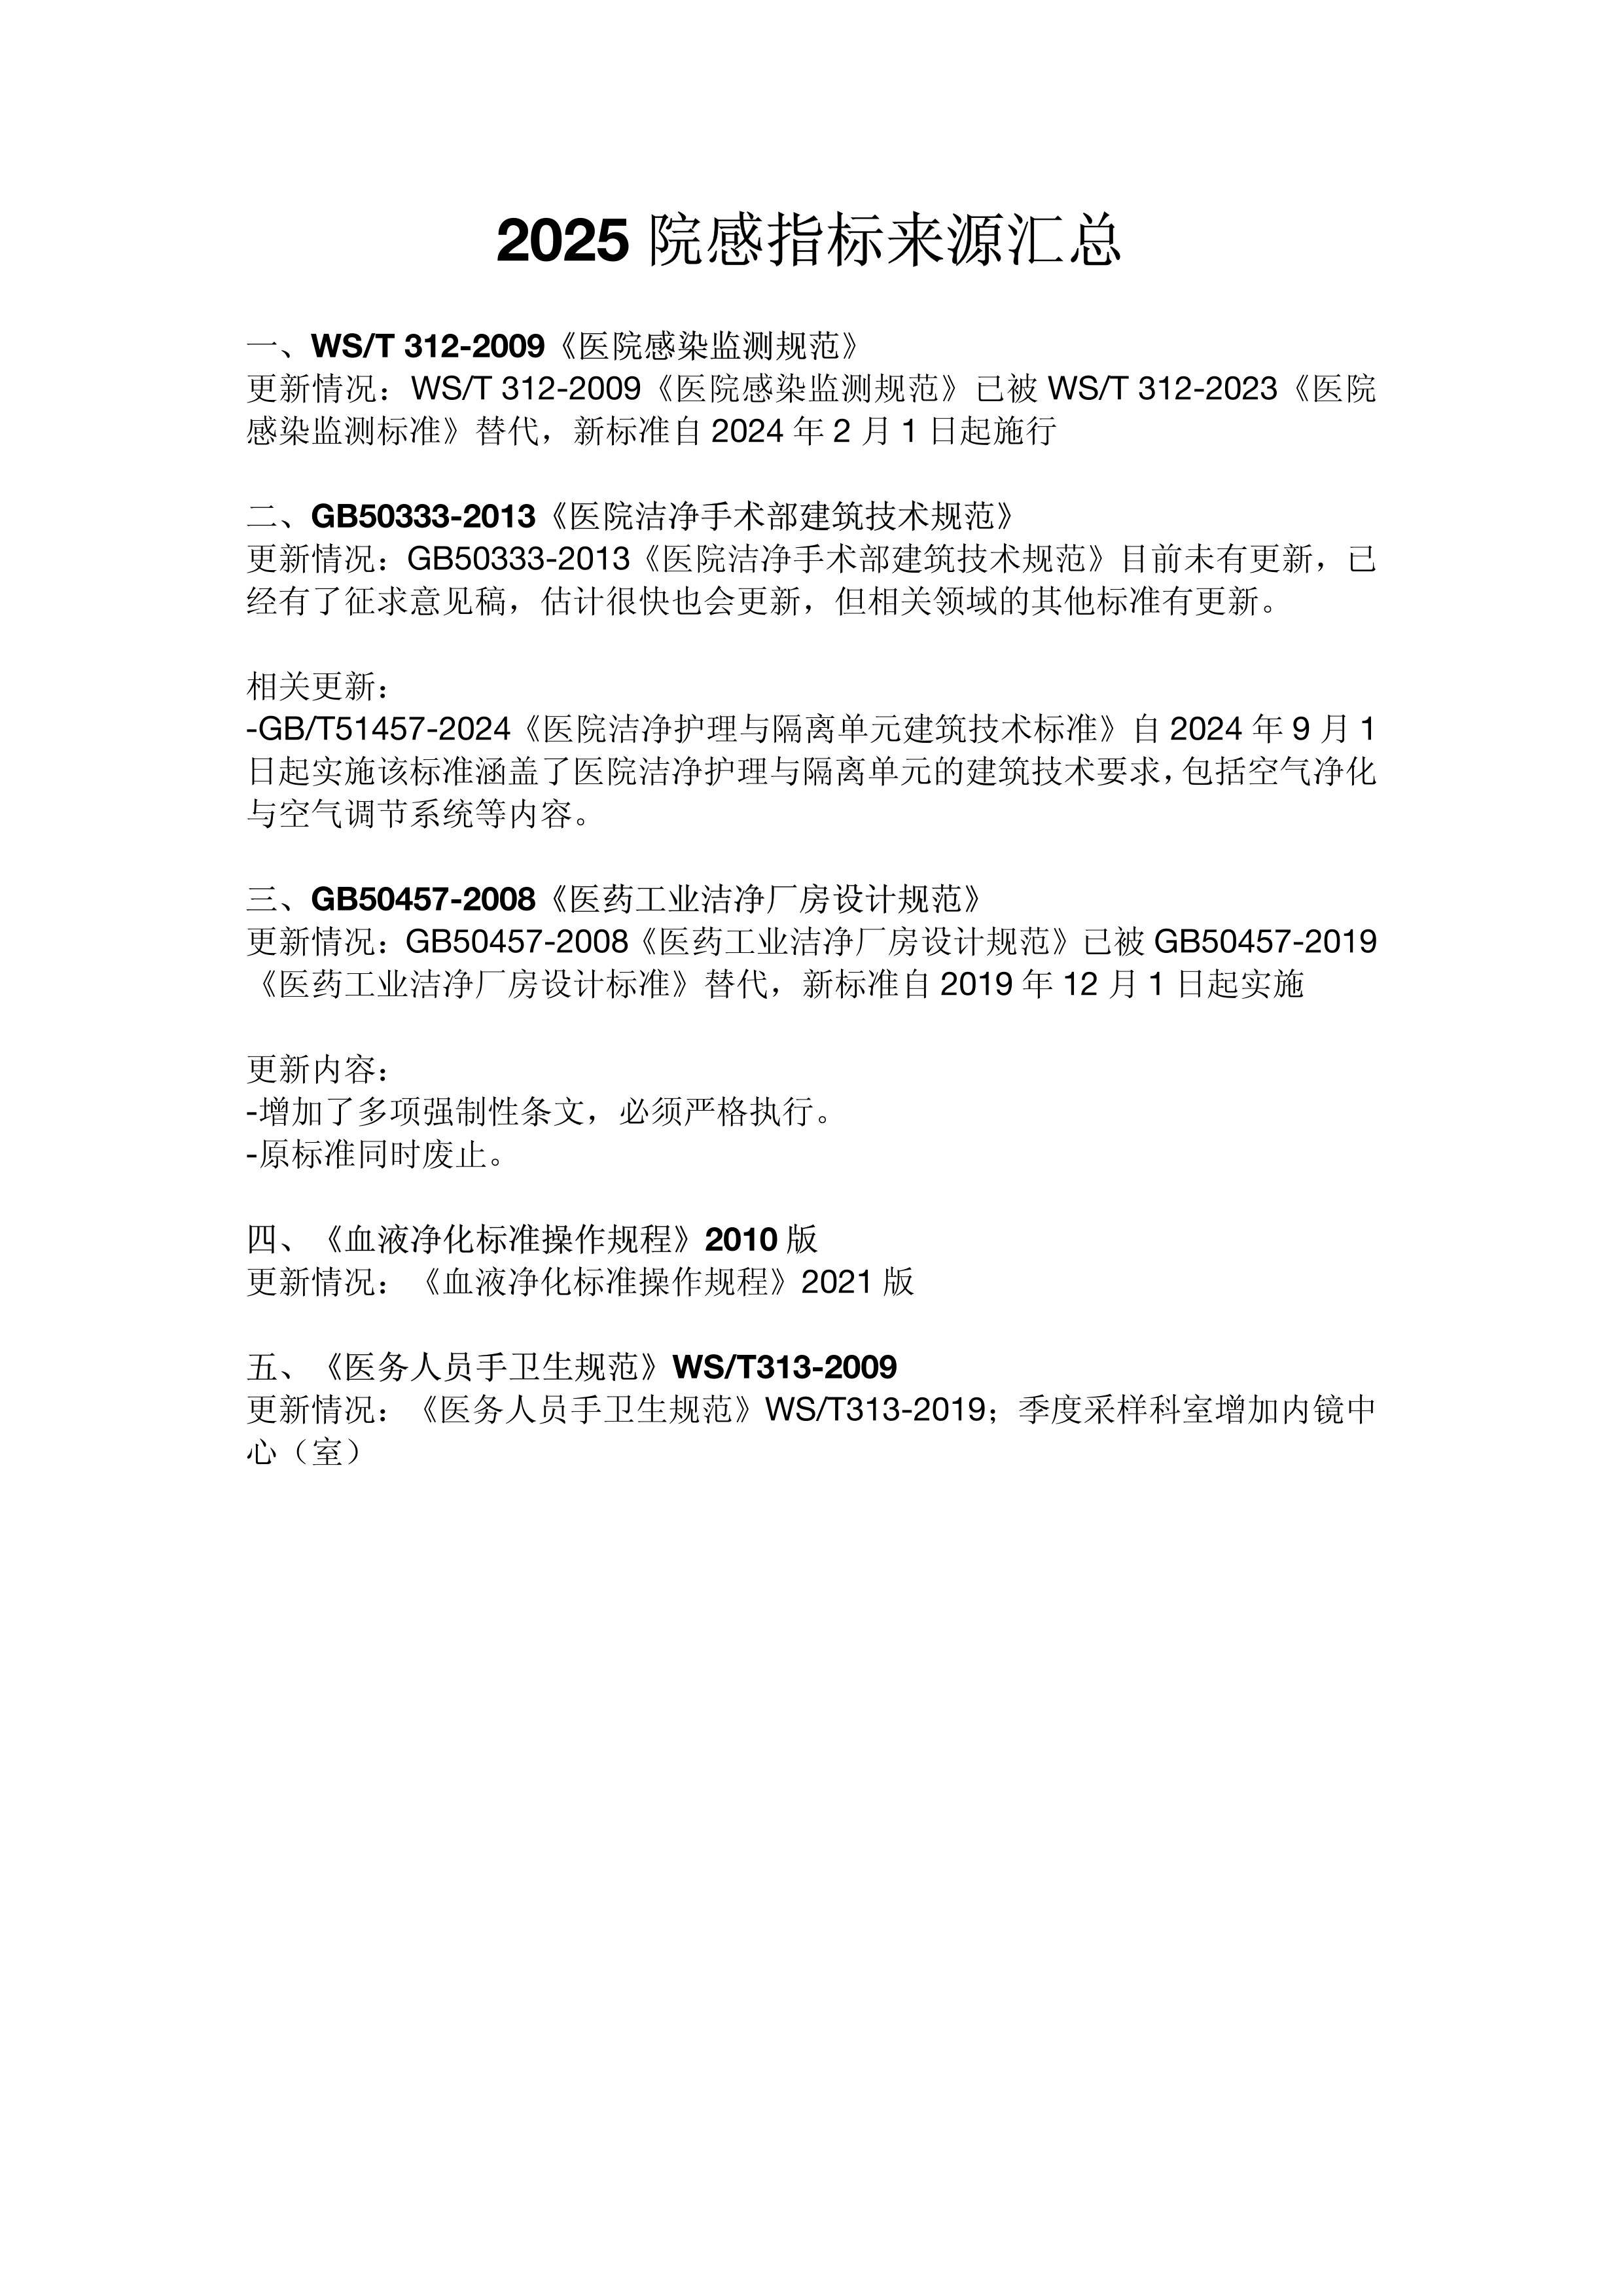 2025 院感指标来源汇总
一、WS/T 312-2009《医院感染监测规范》
更新情况：WS/T 312-2009《医院感染监测规范》已被 WS/T 312-2023《医院
感染监测标准》替代，新标准自 2024 年 2 月 1 日起施行
二、GB50333-2013《医院洁净手术部建筑技术规范》
更新情况：GB50333-2013《医院洁净手术部建筑技术规范》目前未有更新，已
经有了征求意见稿，估计很快也会更新，但相关领域的其他标准有更新。
相关更新：
-GB/T51457-2024《医院洁净护理与隔离单元建筑技术标准》自 2024 年 9 月 1
日起实施该标准涵盖了医院洁净护理与隔离单元的建筑技术要求，包括空气净化
与空气调节系统等内容。
三、GB50457-2008《医药工业洁净厂房设计规范》
更新情况：GB50457-2008《医药工业洁净厂房设计规范》已被 GB50457-2019
《医药工业洁净厂房设计标准》替代，新标准自 2019 年 12 月 1 日起实施
更新内容：
-增加了多项强制性条文，必须严格执行。
-原标准同时废止。
四、《血液净化标准操作规程》2010 版
更新情况：《血液净化标准操作规程》2021 版
五、《医务人员手卫生规范》WS/T313-2009
更新情况：《医务人员手卫生规范》WS/T313-2019；季度采样科室增加内镜中
心（室）